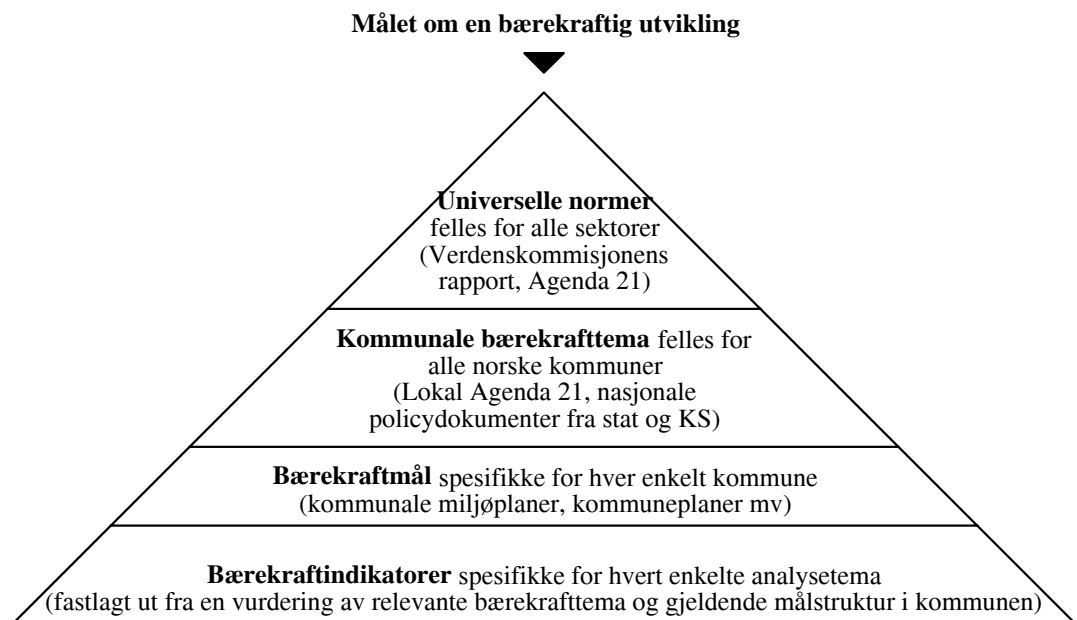 Målet om en bærekraftig utvikling
Universelle normer
felles for alle sektorer
(Verdenskommisjonens
rapport, Agenda 21)
Kommunale bærekrafttema felles for
alle norske kommuner
(Lokal Agenda 21, nasjonale
policydokumenter fra stat og KS)
Bærekraftmål spesifikke for hver enkelt kommune
(kommunale miljøplaner, kommuneplaner mv)
Bærekraftindikatorer spesifikke for hvert enkelte analysetema
(fastlagt ut fra en vurdering av relevante bærekrafttema og gjeldende målstruktur i kommunen)